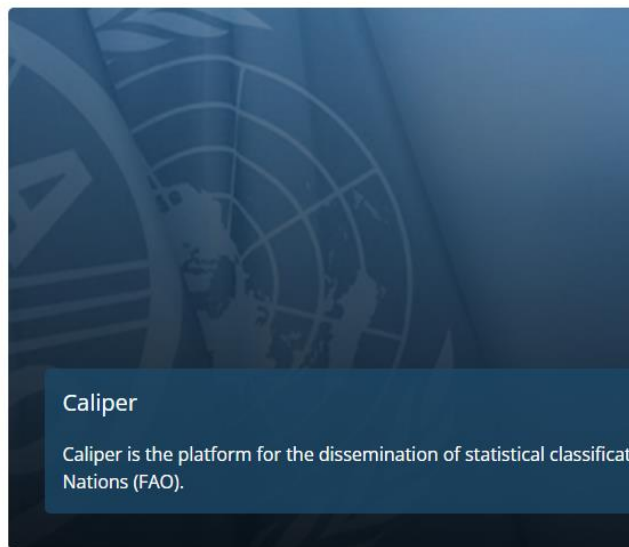 Caliper
Caliper is the platform for the dissemination of statistical classificat
Nations (FAO).